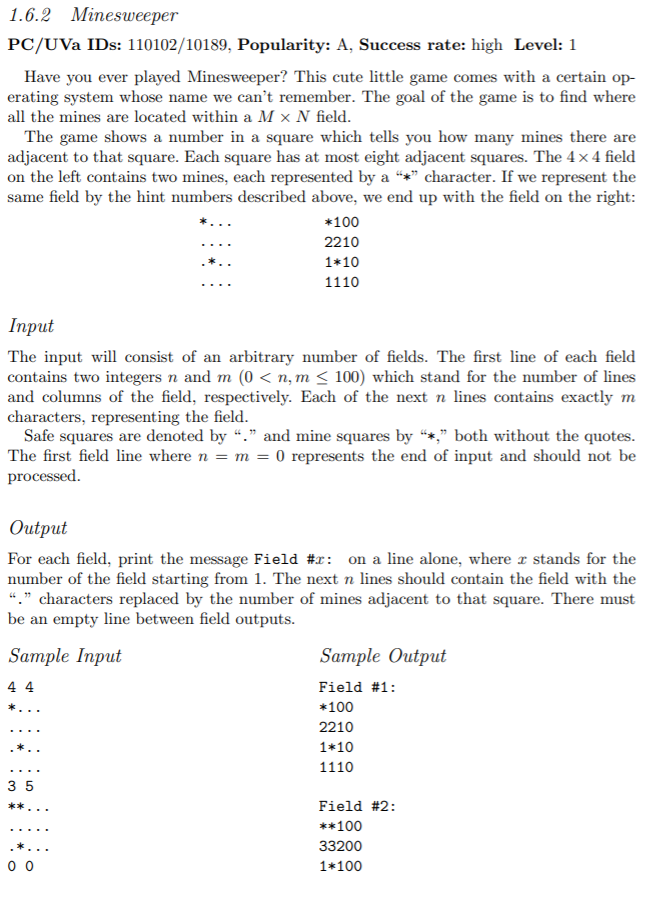 1.6.2 Minesweeper
PC/UVa IDs: 110102/10189, Popularity: A, Success rate: high Level: 1
Have you ever played Minesweeper? This cute little game comes with a certain op-
erating system whose name we can't remember. The goal of the game is to find where
all the mines are located within a M × N field.
The game shows a number in a square which tells you how many mines there are
adjacent to that square. Each square has at most eight adjacent squares. The 4 × 4 field
on the left contains two mines, each represented by a “*” character. If we represent the
same field by the hint numbers described above, we end up with the field on the right:
*... *100
.... 2210
.*.. 1*10
.... 1110
Input
The input will consist of an arbitrary number of fields. The first line of each field
contains two integers n and m (0 < n, m ≤ 100) which stand for the number of lines
and columns of the field, respectively. Each of the next n lines contains exactly m
characters, representing the field.
Safe squares are denoted by “.” and mine squares by “*,” both without the quotes.
The first field line where n = m = 0 represents the end of input and should not be
processed.
Output
For each field, print the message Field #x: on a line alone, where x stands for the
number of the field starting from 1. The next n lines should contain the field with the
“.” characters replaced by the number of mines adjacent to that square. There must
be an empty line between field outputs.
Sample Input
4 4
*...
....
.*..
....
3 5
**...
.....
.*...
0 0
Sample Output
Field #1:
*100
2210
1*10
1110
Field #2:
**100
33200
1*100